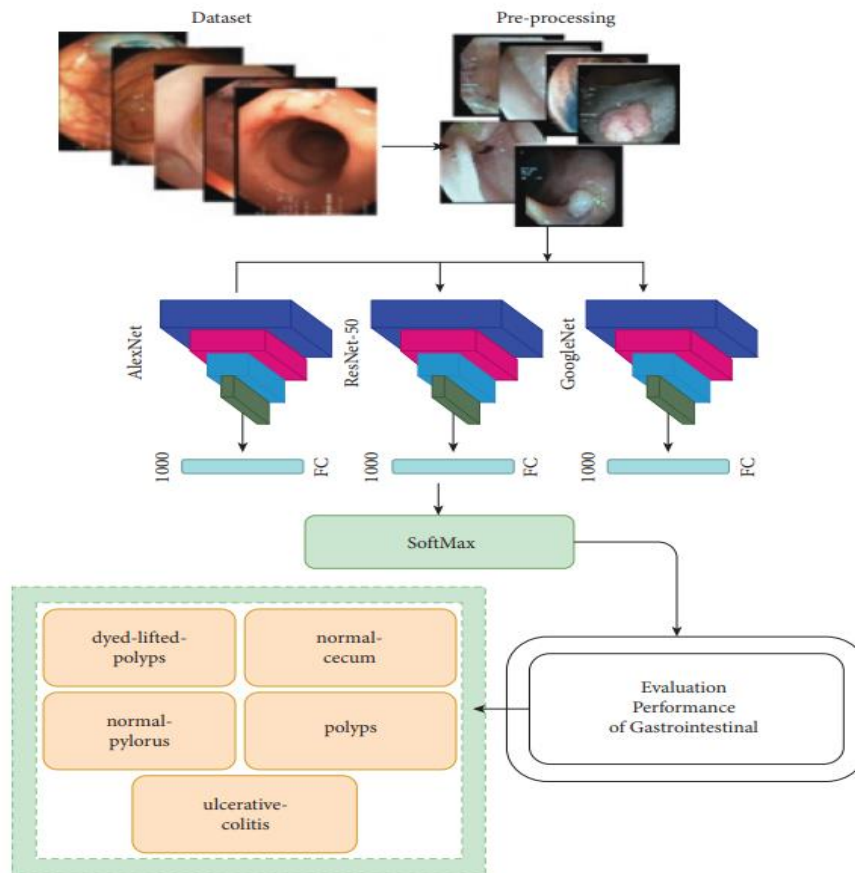 Dataset
Pre-processing
AlexNet
ResNet-50
GoogleNet
1000
FC
1000
FC
1000
FC
SoftMax
dyed-lifted-
polyps
normal-
cecum
normal-
pylorus
polyps
ulcerative-
colitis
Evaluation
Performance
of Gastrointestinal